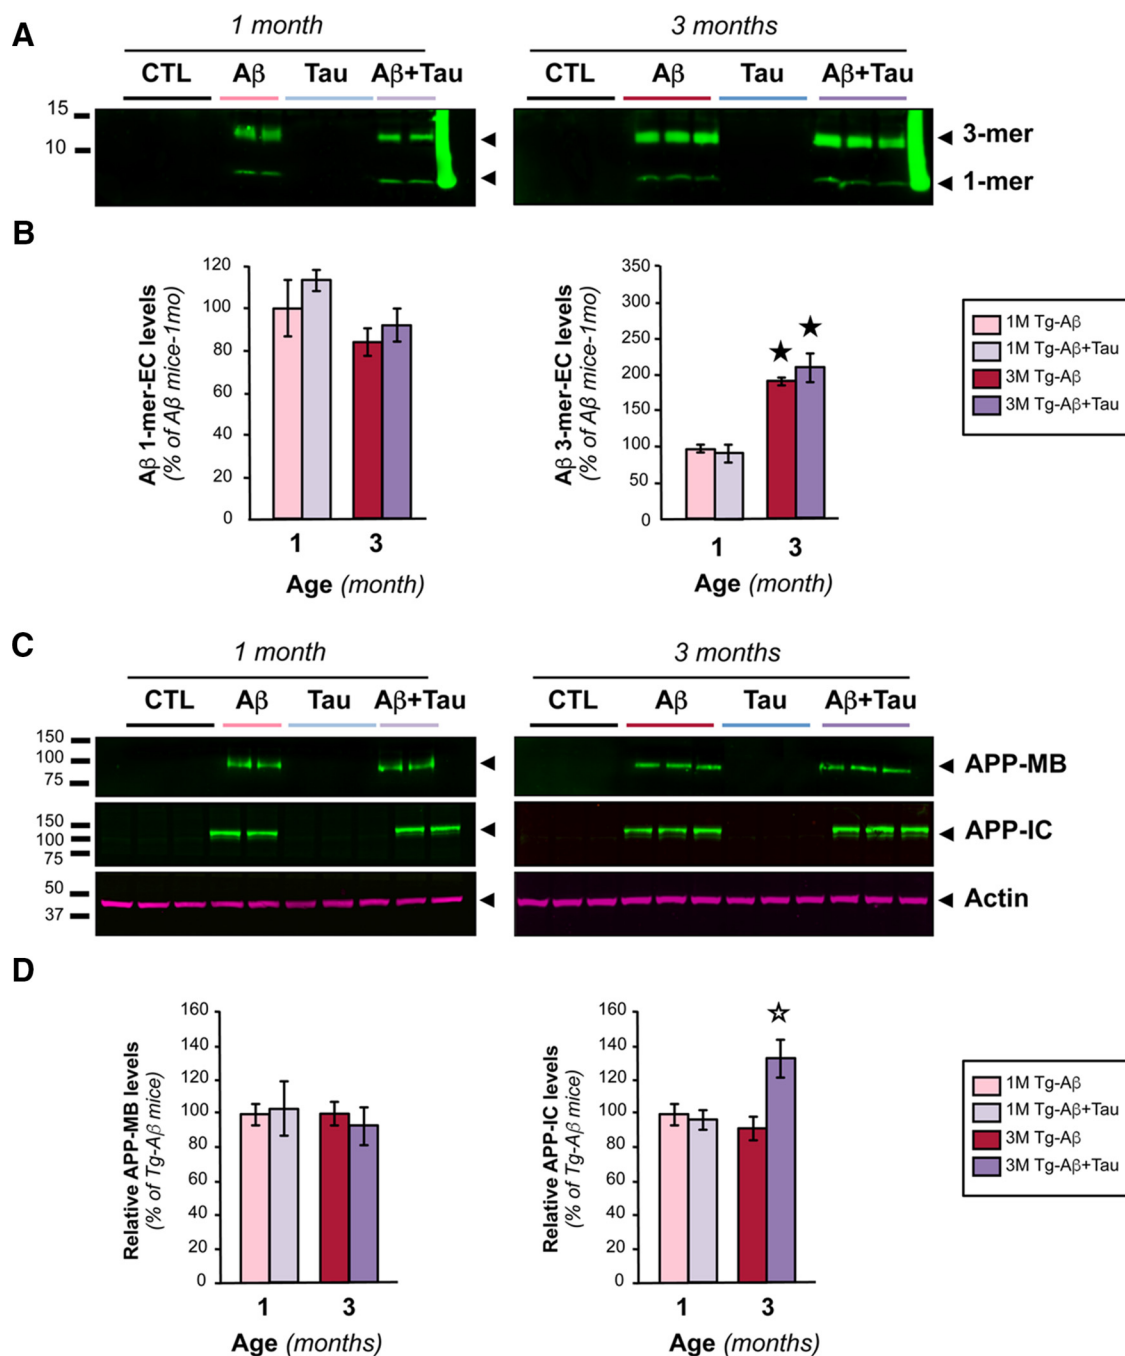 A
1 month
3 months
CTL Aβ Tau Aβ+Tau
CTL Aβ Tau Aβ+Tau
15
10
3-mer
1-mer
B
Aβ 1-mer-EC levels
(% of Aβ mice-1mo)
120
100
80
60
40
20
0
1 3
Age (month)
Aβ 3-mer-EC levels
(% of Aβ mice-1mo)
350
300
250
200
150
100
50
0
1 3
Age (month)
1M Tg-Aβ
1M Tg-Aβ+Tau
3M Tg-Aβ
3M Tg-Aβ+Tau
C
1 month
3 months
CTL Aβ Tau Aβ+Tau
CTL Aβ Tau Aβ+Tau
150
100
75
APP-MB
150
100
75
APP-IC
50
37
Actin
D
Relative APP-MB levels
(% of Tg-Aβ mice)
160
140
120
100
80
60
40
20
0
1 3
Age (months)
Relative APP-IC levels
(% of Tg-Aβ mice)
160
140
120
100
80
60
40
20
0
1 3
Age (months)
1M Tg-Aβ
1M Tg-Aβ+Tau
3M Tg-Aβ
3M Tg-Aβ+Tau